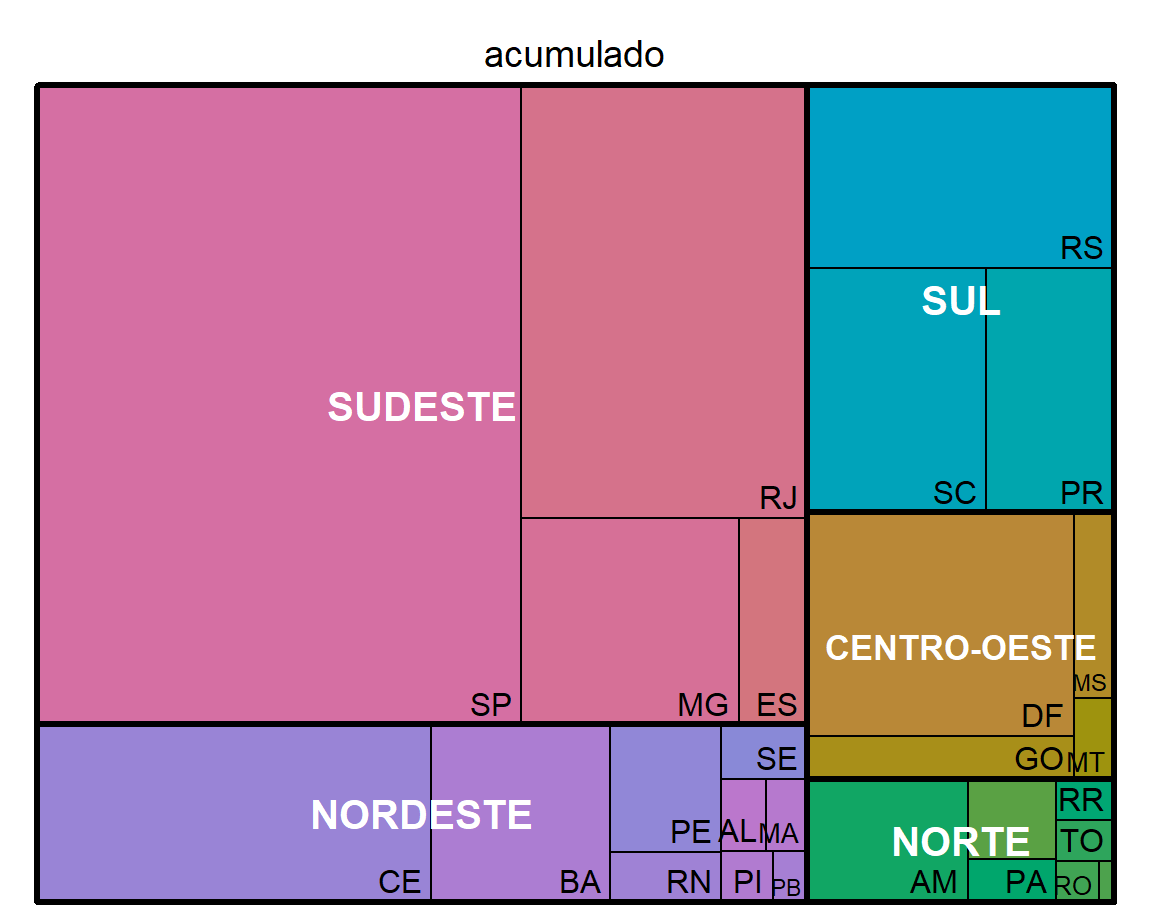 acumulado
RS
SUL
SUDESTE
SC
PR
RJ
CENTRO-OESTE
MS
SP
MG
ES
DF
GO
MT
SE
RR
NORDESTE
PE
AL
MA
NORTE
TO
CE
BA
RN
PI
PB
AM
PA
RO